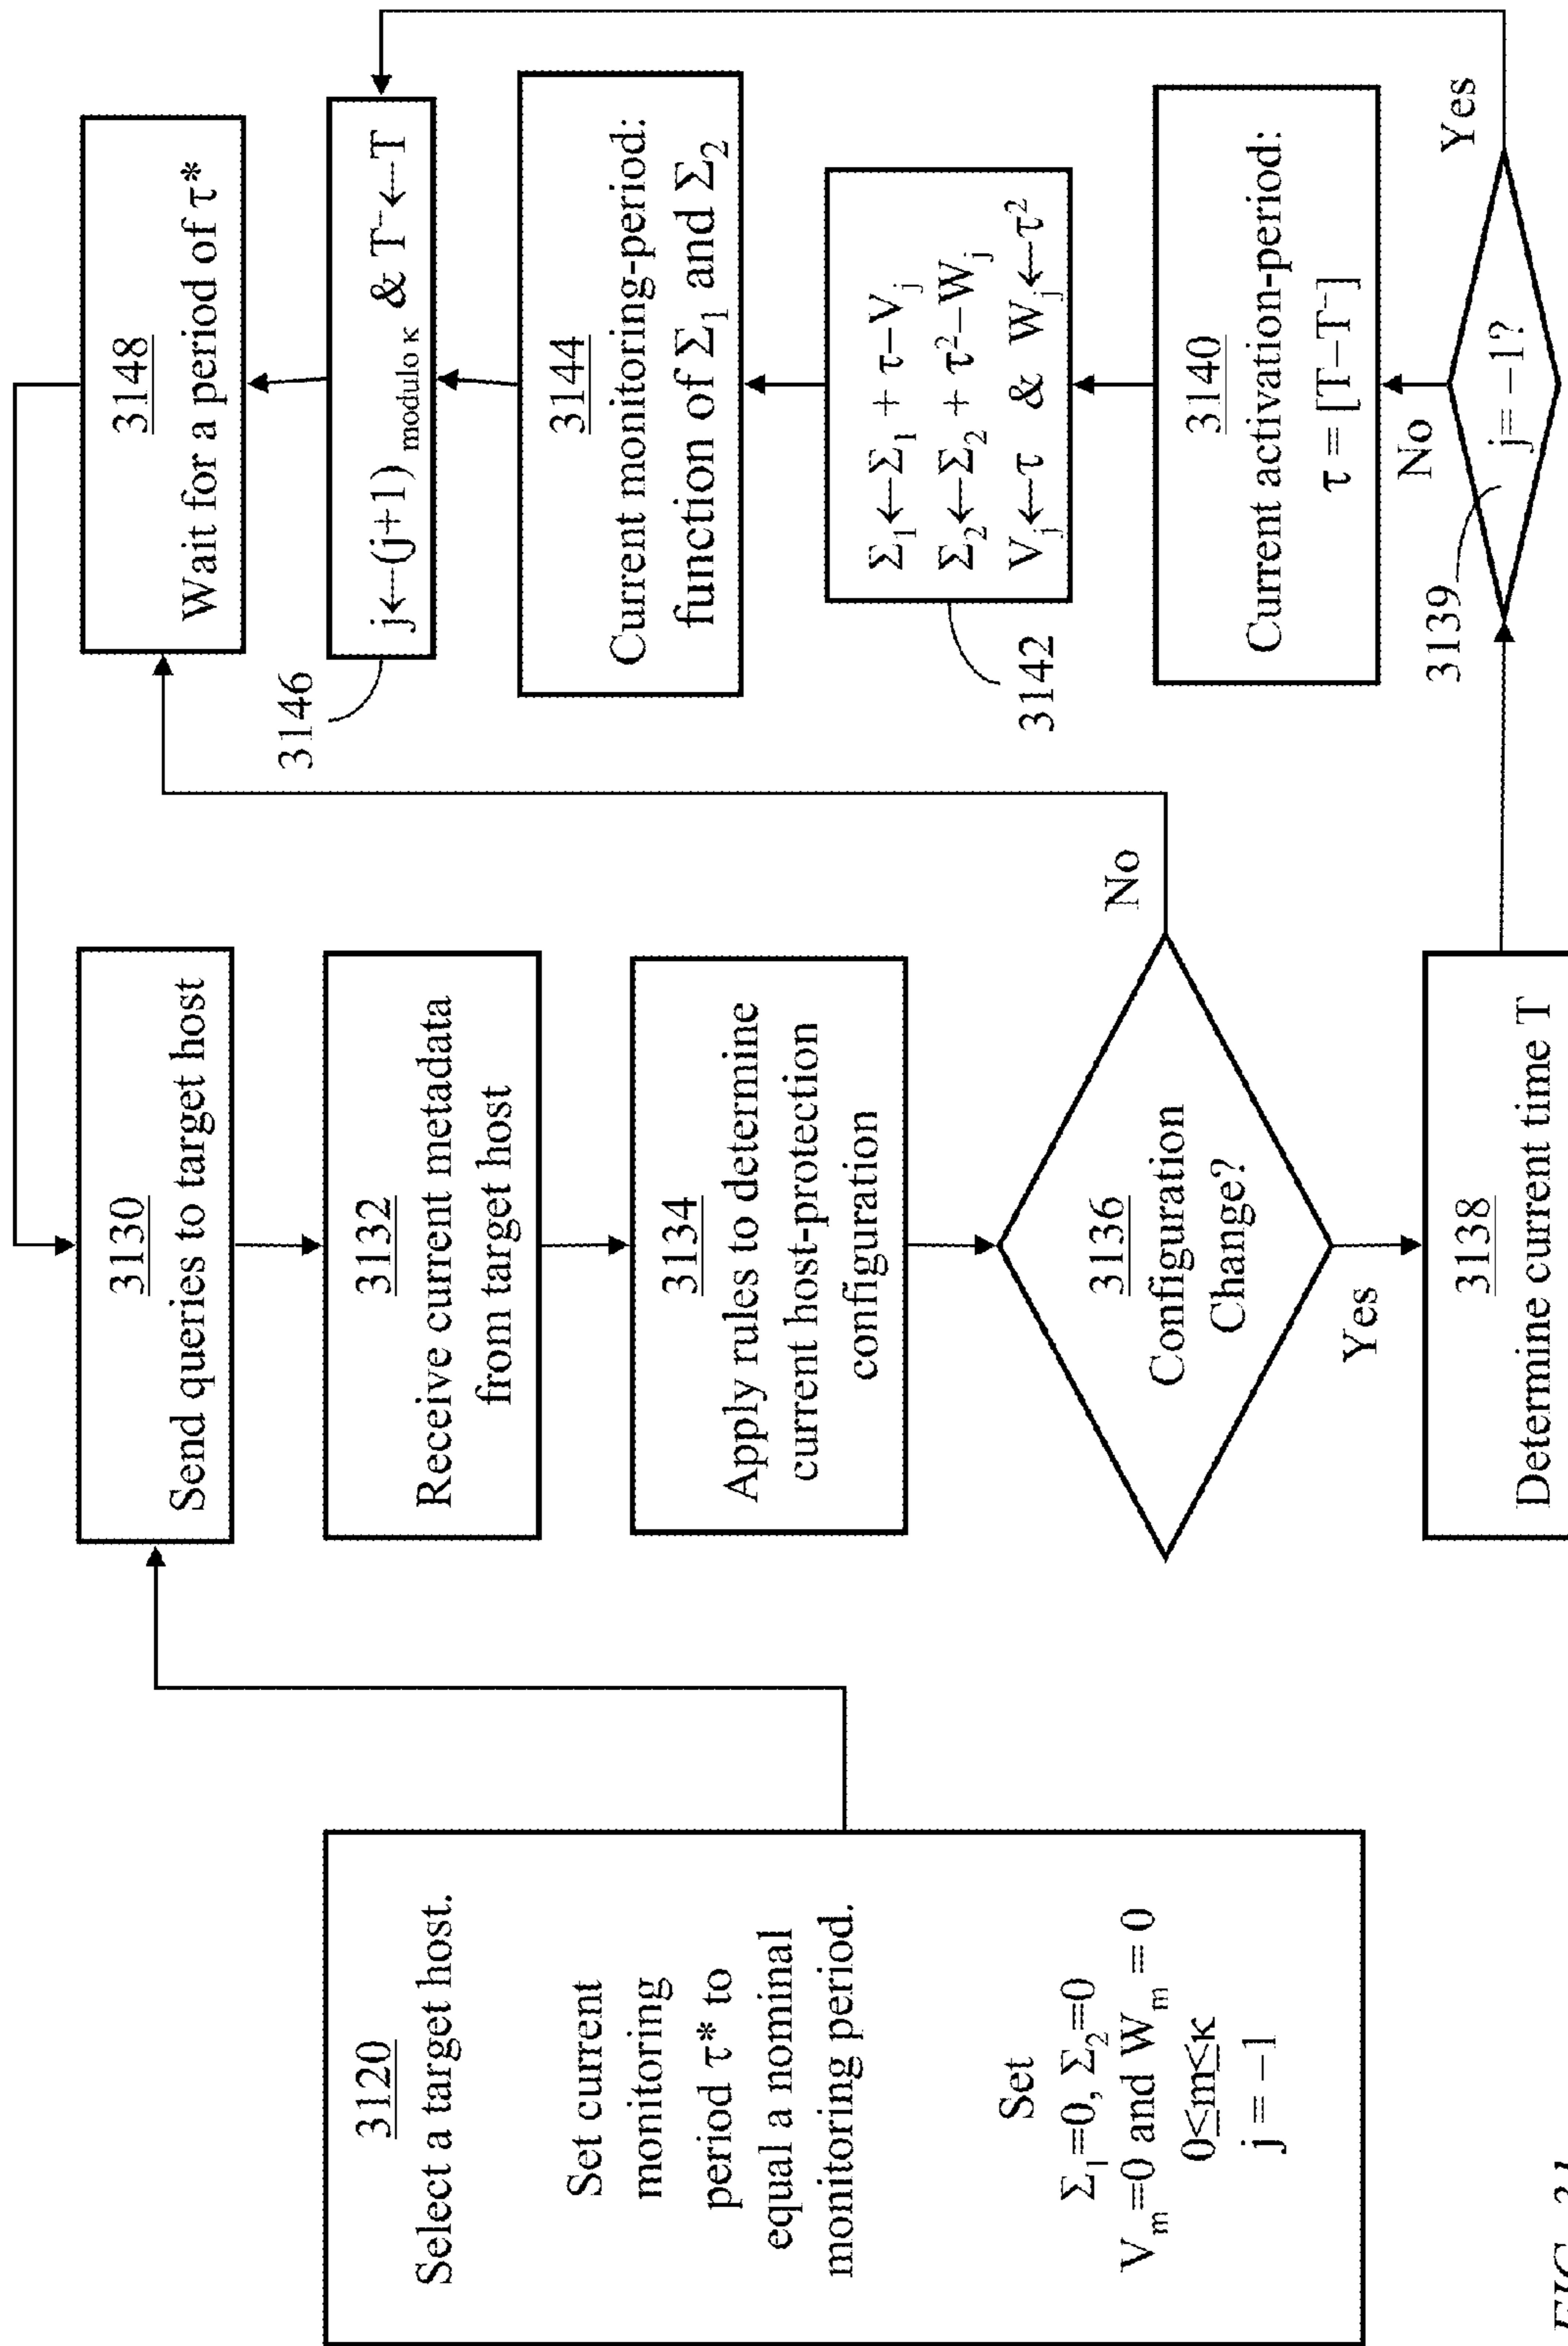 3120
Select a target host.
Set current
monitoring
period τ* to
equal a nominal
monitoring period.
Set
Σ₁=0, Σ₂=0
Vₘ=0 and Wₘ=0
0≤m≤κ
j= −1
3130
Send queries to target host
3132
Receive current metadata
from target host
3134
Apply rules to determine
current host-protection
configuration
3136
Configuration
Change?
No
Yes
3138
Determine current time T
3139
j= −1?
Yes
No
3140
Current activation-period:
τ = [T−T⁻]
3142
Σ₁←Σ₁ + τ−Vⱼ
Σ₂←Σ₂ + τ²−Wⱼ
Vⱼ←τ & Wⱼ←τ²
3144
Current monitoring-period:
function of Σ₁ and Σ₂
3146
j←(j+1) modulo κ & T⁻←T
3148
Wait for a period of τ*
FIG. 31